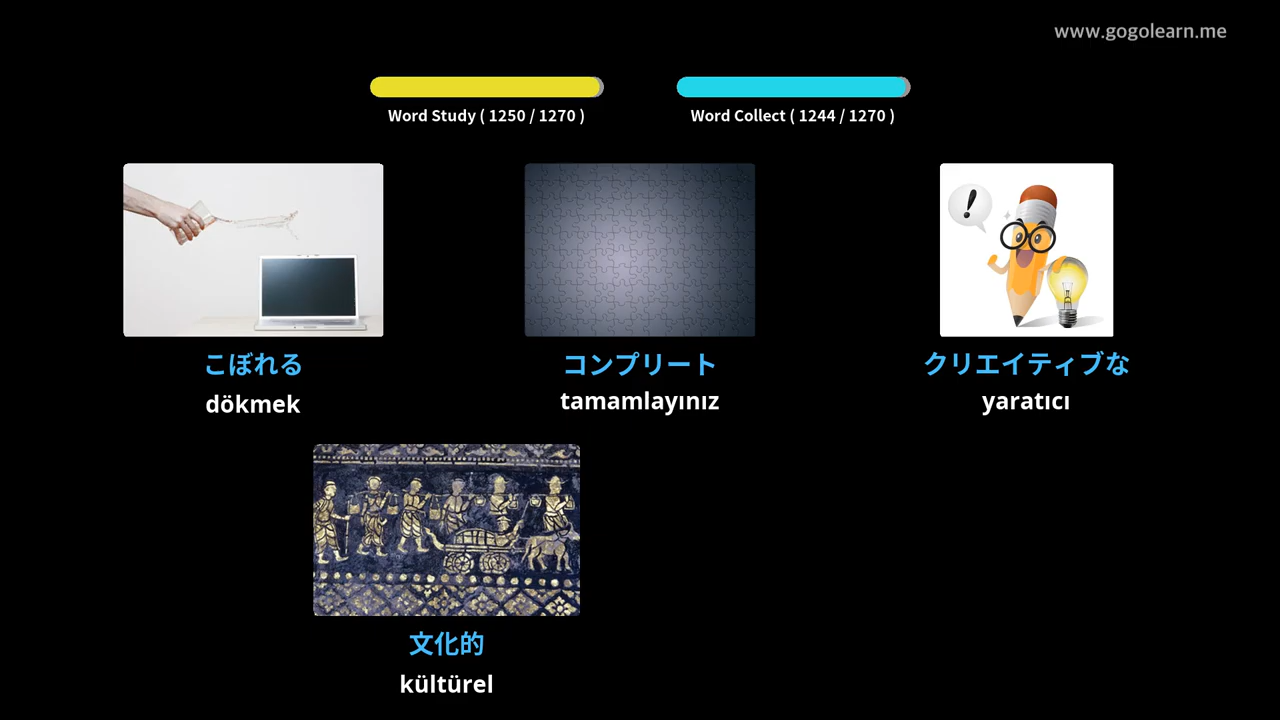 www.gogolearn.me
Word Study ( 1250 / 1270 )
Word Collect ( 1244 / 1270 )
こぼれる
dökmek
コンプリート
tamamlayınız
クリエイティブな
yaratıcı
文化的
kültürel